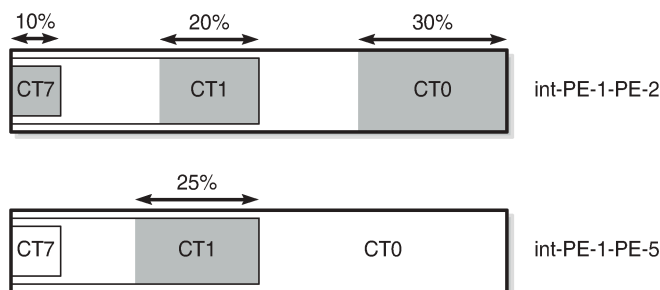 10% 20% 30%
CT7 CT1 CT0 int-PE-1-PE-2
25%
CT7 CT1 CT0 int-PE-1-PE-5